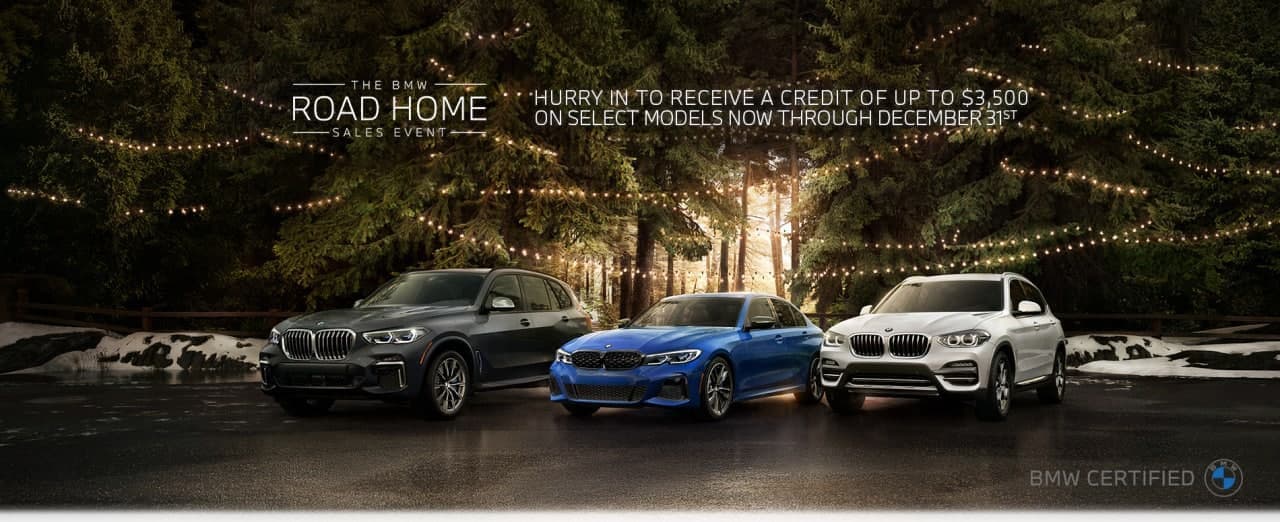 THE BMW
ROAD HOME
SALES EVENT
HURRY IN TO RECEIVE A CREDIT OF UP TO $3,500
ON SELECT MODELS NOW THROUGH DECEMBER 31ST
BMW CERTIFIED
BMW